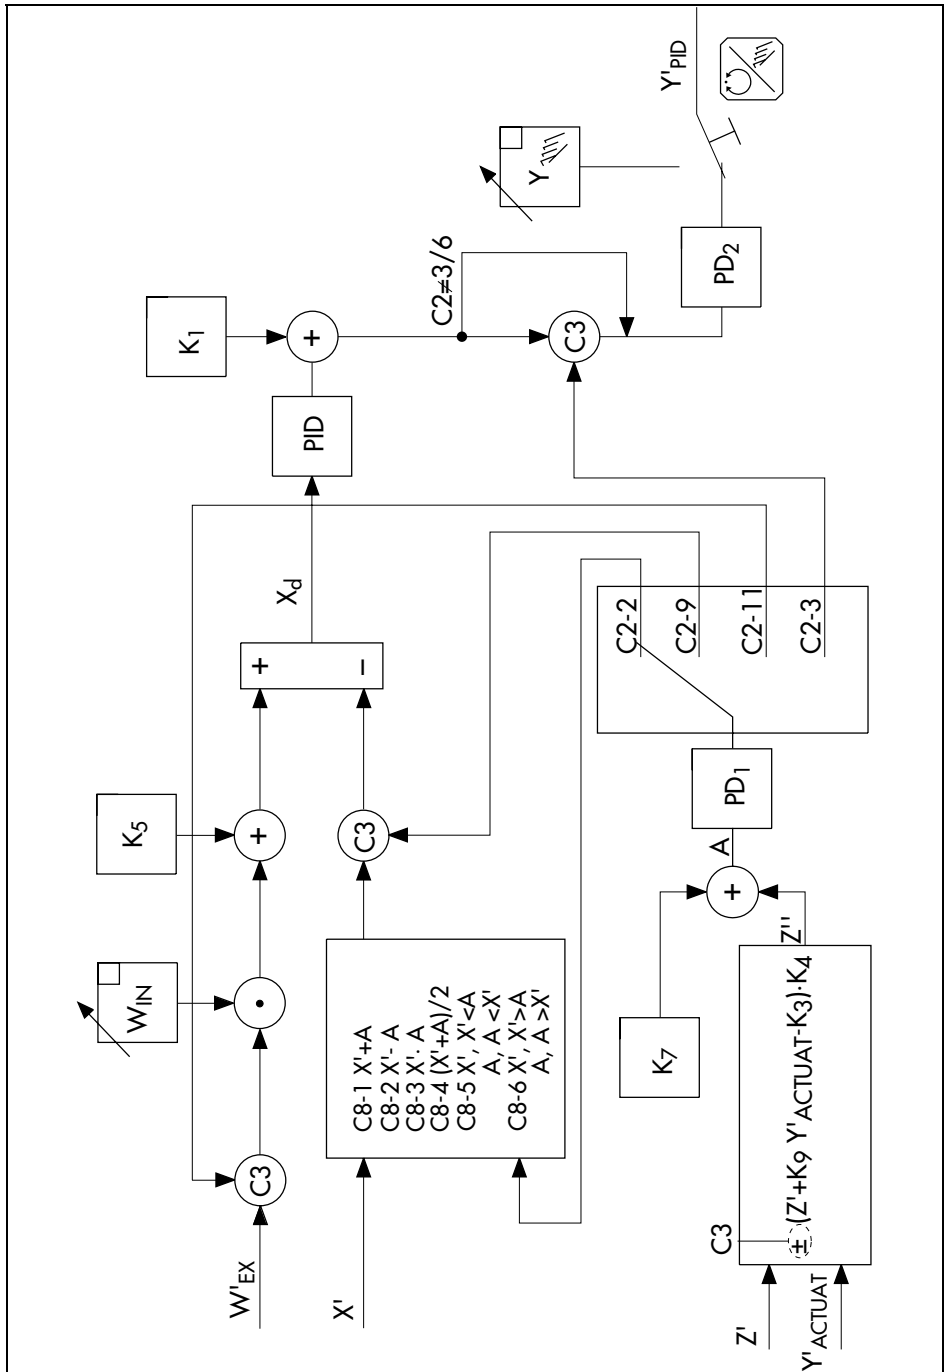 Y'PID
Y
C2≠3/6
PD2
K1
+
C3
PID
Xd
+
–
C2-2
C2-9
C2-11
C2-3
K5
+
C3
PD1
A
WIN
·
+
Z''
K7
C8-1 X'+A
C8-2 X'- A
C8-3 X'· A
C8-4 (X'+A)/2
C8-5 X', X'<A
A, A <X'
C8-6 X', X'>A
A, A >X'
C3
C3
± (Z'+K9 Y'ACTUAT-K3)·K4
W'EX
X'
Z'
Y'ACTUAT